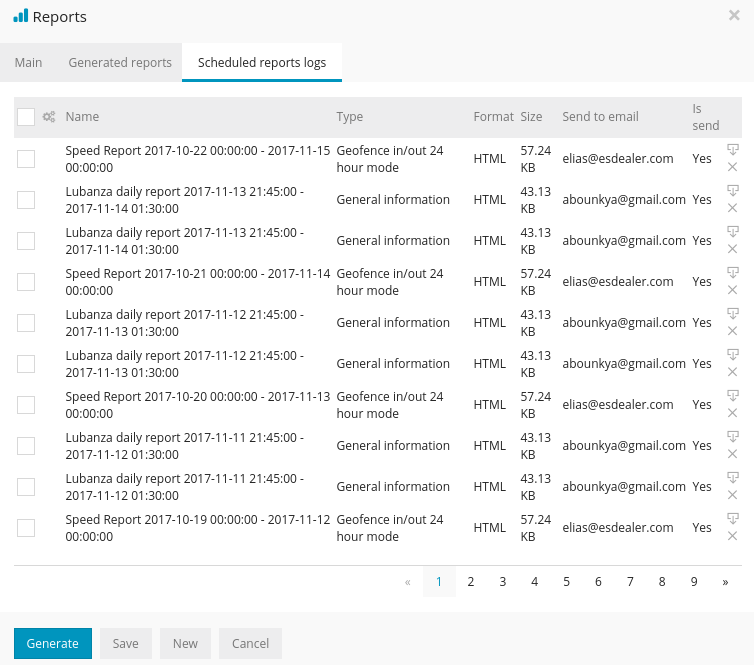 Reports
Main Generated reports Scheduled reports logs
Name Type Format Size Send to email Is send
Speed Report 2017-10-22 00:00:00 - 2017-11-15 00:00:00 Geofence in/out 24 hour mode HTML 57.24 KB elias@esdealer.com Yes
Lubanza daily report 2017-11-13 21:45:00 - 2017-11-14 01:30:00 General information HTML 43.13 KB abounkya@gmail.com Yes
Lubanza daily report 2017-11-13 21:45:00 - 2017-11-14 01:30:00 General information HTML 43.13 KB abounkya@gmail.com Yes
Speed Report 2017-10-21 00:00:00 - 2017-11-14 00:00:00 Geofence in/out 24 hour mode HTML 57.24 KB elias@esdealer.com Yes
Lubanza daily report 2017-11-12 21:45:00 - 2017-11-13 01:30:00 General information HTML 43.13 KB abounkya@gmail.com Yes
Lubanza daily report 2017-11-12 21:45:00 - 2017-11-13 01:30:00 General information HTML 43.13 KB abounkya@gmail.com Yes
Speed Report 2017-10-20 00:00:00 - 2017-11-13 00:00:00 Geofence in/out 24 hour mode HTML 57.24 KB elias@esdealer.com Yes
Lubanza daily report 2017-11-11 21:45:00 - 2017-11-12 01:30:00 General information HTML 43.13 KB abounkya@gmail.com Yes
Lubanza daily report 2017-11-11 21:45:00 - 2017-11-12 01:30:00 General information HTML 43.13 KB abounkya@gmail.com Yes
Speed Report 2017-10-19 00:00:00 - 2017-11-12 00:00:00 Geofence in/out 24 hour mode HTML 57.24 KB elias@esdealer.com Yes
« 1 2 3 4 5 6 7 8 9 »
Generate Save New Cancel